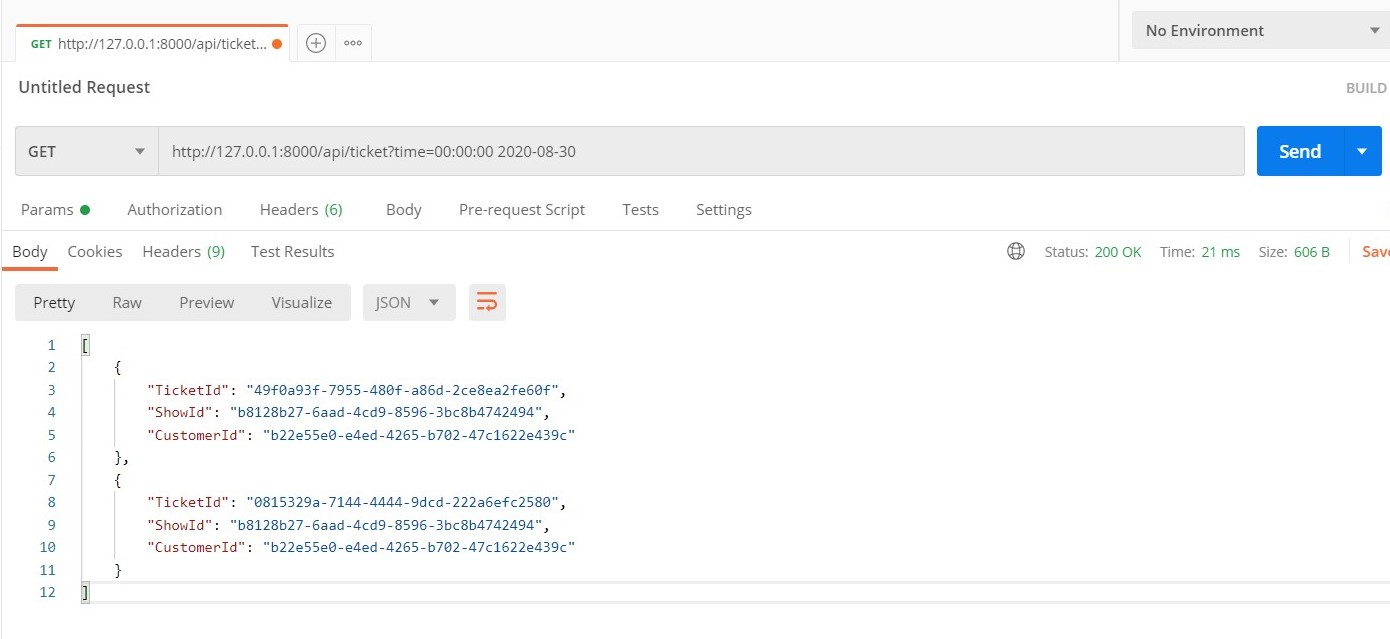 GET http://127.0.0.1:8000/api/ticket...
No Environment
Untitled Request
BUILD
GET http://127.0.0.1:8000/api/ticket?time=00:00:00 2020-08-30 Send
Params Authorization Headers (6) Body Pre-request Script Tests Settings
Body Cookies Headers (9) Test Results Status: 200 OK Time: 21 ms Size: 606 B Save
Pretty Raw Preview Visualize JSON
1 [
2 {
3 "TicketId": "49f0a93f-7955-480f-a86d-2ce8ea2fe60f",
4 "ShowId": "b8128b27-6aad-4cd9-8596-3bc8b4742494",
5 "CustomerId": "b22e55e0-e4ed-4265-b702-47c1622e439c"
6 },
7 {
8 "TicketId": "0815329a-7144-4444-9dcd-222a6efc2580",
9 "ShowId": "b8128b27-6aad-4cd9-8596-3bc8b4742494",
10 "CustomerId": "b22e55e0-e4ed-4265-b702-47c1622e439c"
11 }
12 ]